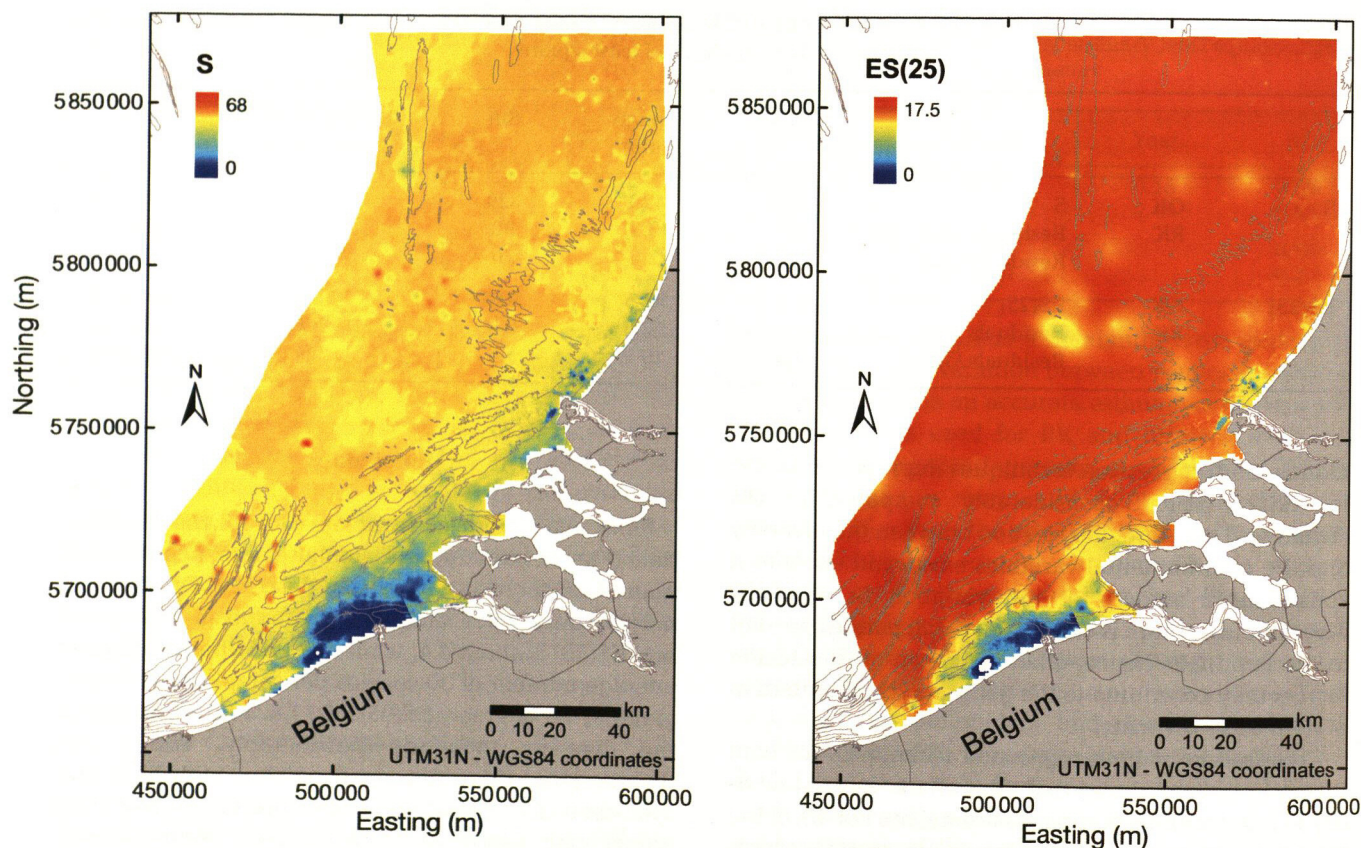 S
68
0
5850000
5800000
5750000
5700000
Northing (m)
N
Belgium
km
0 10 20 40
UTM31N - WGS84 coordinates
450000 500000 550000 600000
Easting (m)
ES(25)
17.5
0
5850000
5800000
5750000
5700000
N
Belgium
km
0 10 20 40
UTM31N - WGS84 coordinates
450000 500000 550000 600000
Easting (m)